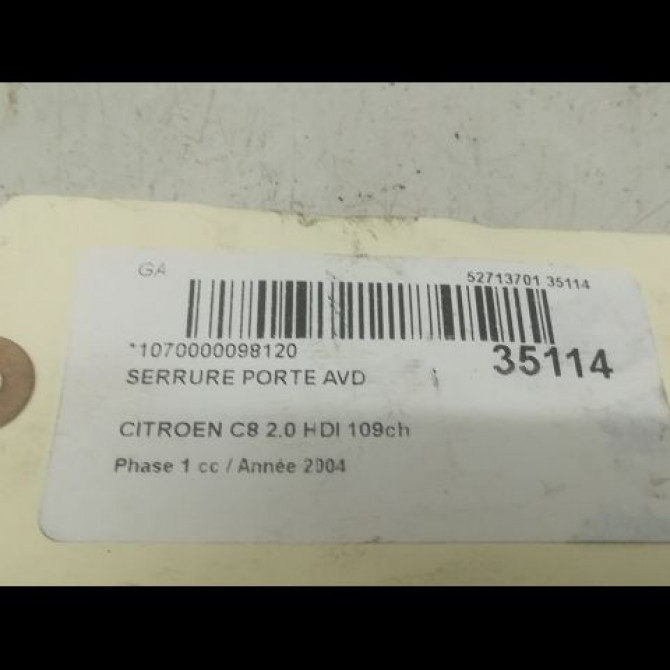 GA
52713701 35114
*1070000098120
35114
SERRURE PORTE AVD
CITROEN C8 2.0 HDI 109ch
Phase 1 cc / Année 2004